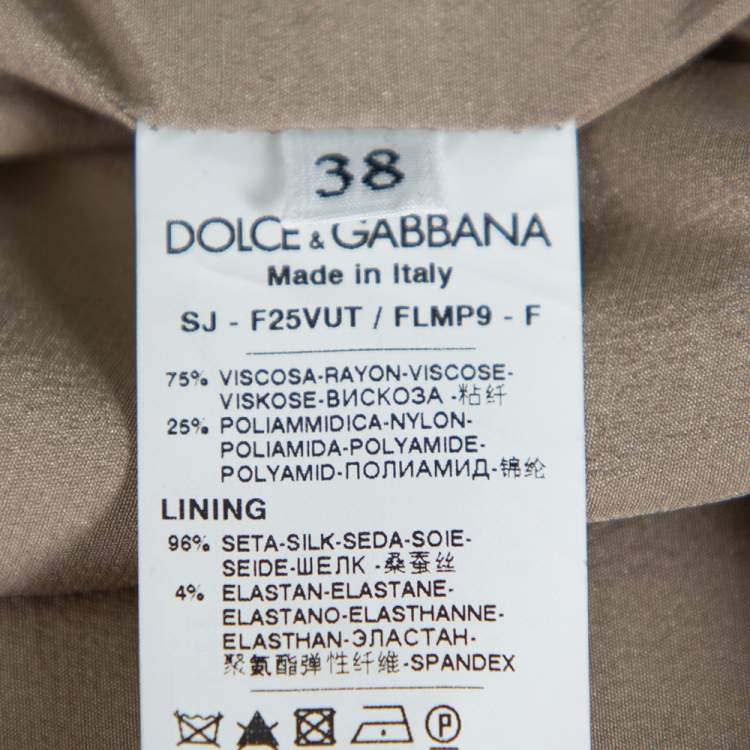 38
DOLCE & GABBANA
Made in Italy
SJ - F25VUT / FLMP9 - F
75% VISCOSA-RAYON-VISCOSE-
VISKOSE-ВИСКОЗА -粘纤
25% POLIAMMIDICA-NYLON-
POLIAMIDA-POLYAMIDE-
POLYAMID-ПОЛИАМИД-锦纶
LINING
96% SETA-SILK-SEDA-SOIE-
SEIDE-ШЕЛК -桑蚕丝
4% ELASTAN-ELASTANE-
ELASTANO-ELASTHANNE-
ELASTHAN-ЭЛАСТАН-
聚氨酯弹性纤维-SPANDEX
P